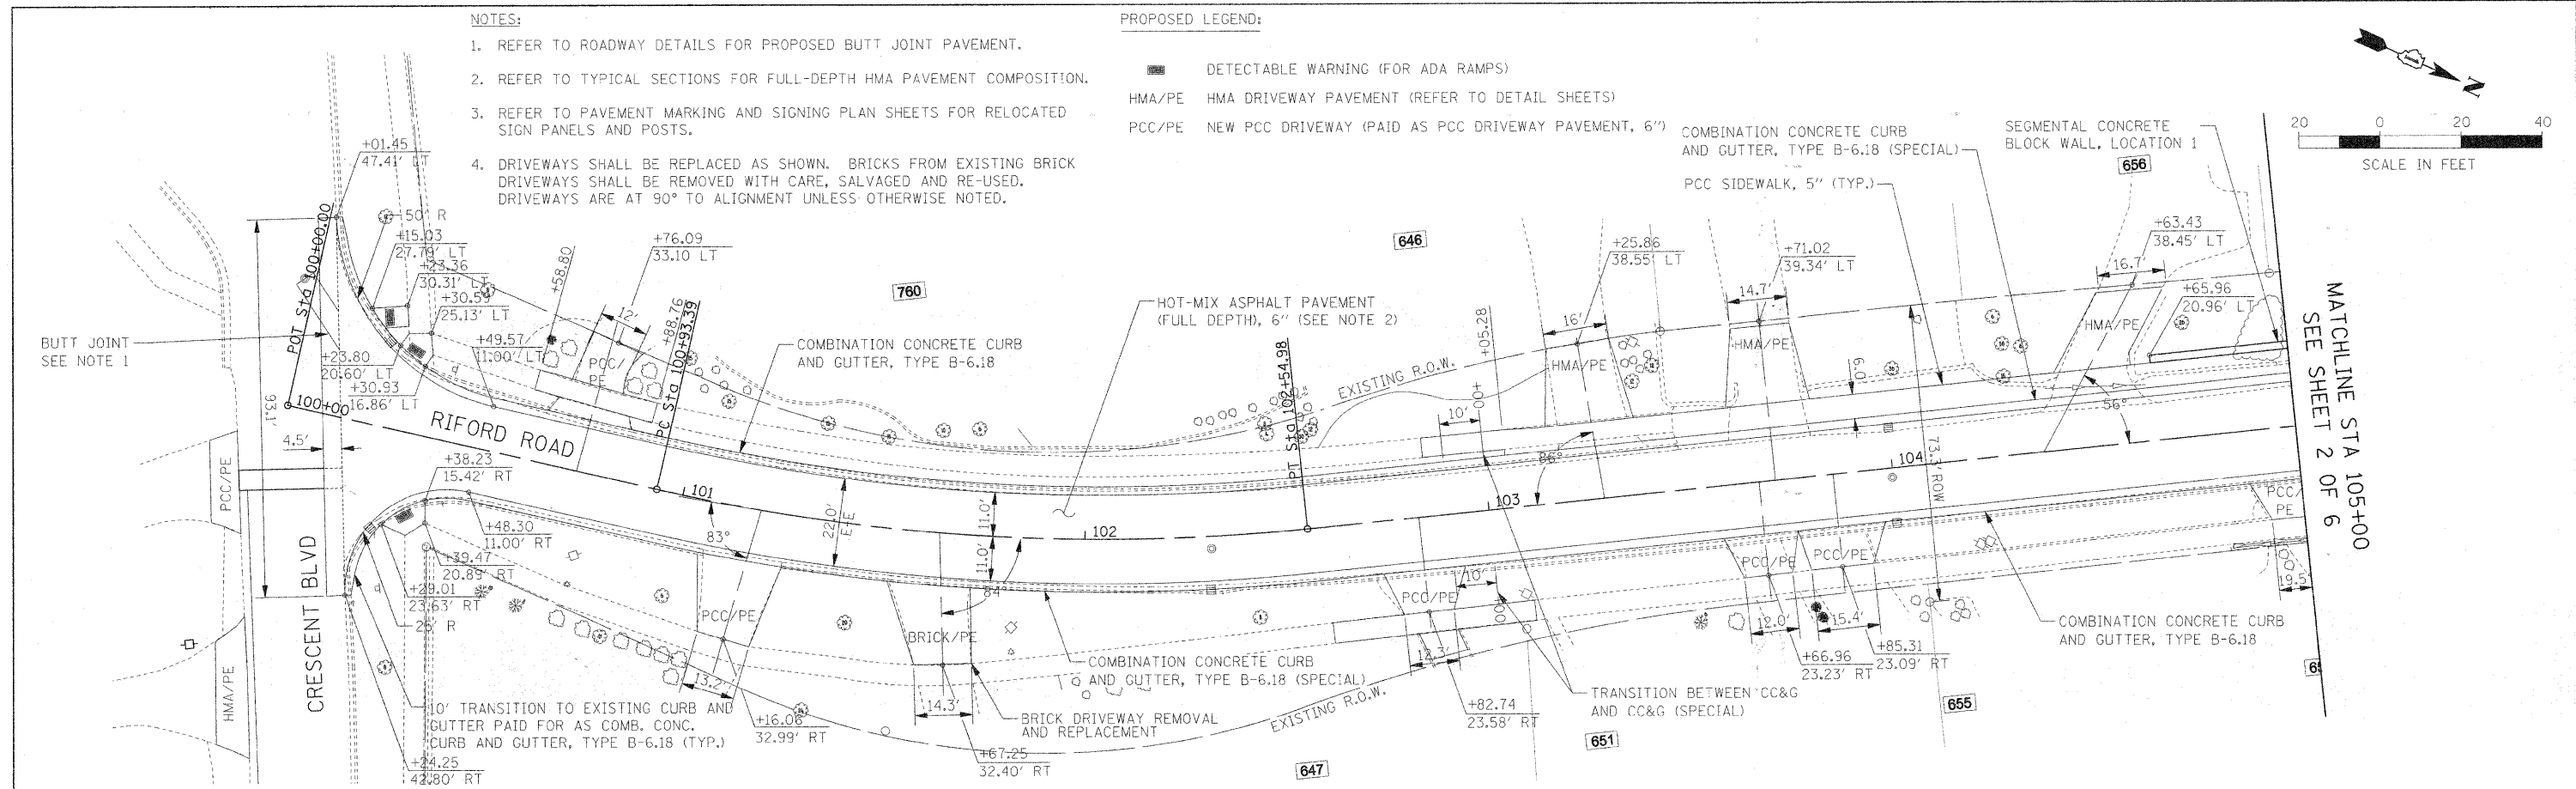 NOTES:
1. REFER TO ROADWAY DETAILS FOR PROPOSED BUTT JOINT PAVEMENT.
2. REFER TO TYPICAL SECTIONS FOR FULL-DEPTH HMA PAVEMENT COMPOSITION.
3. REFER TO PAVEMENT MARKING AND SIGNING PLAN SHEETS FOR RELOCATED
SIGN PANELS AND POSTS.
4. DRIVEWAYS SHALL BE REPLACED AS SHOWN. BRICKS FROM EXISTING BRICK
DRIVEWAYS SHALL BE REMOVED WITH CARE, SALVAGED AND RE-USED.
DRIVEWAYS ARE AT 90° TO ALIGNMENT UNLESS OTHERWISE NOTED.
PROPOSED LEGEND:
DETECTABLE WARNING (FOR ADA RAMPS)
HMA/PE HMA DRIVEWAY PAVEMENT (REFER TO DETAIL SHEETS)
PCC/PE NEW PCC DRIVEWAY (PAID AS PCC DRIVEWAY PAVEMENT, 6")
COMBINATION CONCRETE CURB
AND GUTTER, TYPE B-6.18 (SPECIAL)
PCC SIDEWALK, 5" (TYP.)
SEGMENTAL CONCRETE
BLOCK WALL, LOCATION 1
656
N
20 0 20 40
SCALE IN FEET
+01.45
47.41' LT
50' R
+15.03
27.79' LT
+23.36
30.31' LT
+30.59
25.13' LT
POT Sta 100+00.00
BUTT JOINT
SEE NOTE 1
+23.80
20.60' LT
+30.93
16.86' LT
+49.57
11.00' LT
+58.80
12'
+76.09
33.10 LT
PCC/
PE
+88.76
PC Sta 100+93.39
760
646
COMBINATION CONCRETE CURB
AND GUTTER, TYPE B-6.18
HOT-MIX ASPHALT PAVEMENT
(FULL DEPTH), 6" (SEE NOTE 2)
PT Sta 102+54.98
EXISTING R.O.W.
+05.28
10'
16'
+25.86
38.55' LT
HMA/PE
14.7'
+71.02
39.34' LT
HMA/PE
6.0'
16.7'
+63.43
38.45' LT
HMA/PE
+65.96
20.96' LT
56°
86°
73.3' ROW
MATCHLINE STA 105+00
SEE SHEET 2 OF 6
93.1'
4.5'
100+00
RIFORD ROAD
101
102
103
104
83°
22.0'
E-E
11.0'
11.0'
84°
PCC/PE
HMA/PE
CRESCENT BLVD
+38.23
15.42' RT
+48.30
11.00' RT
+39.47
20.89' RT
+29.01
23.63' RT
25' R
10' TRANSITION TO EXISTING CURB AND
GUTTER PAID FOR AS COMB. CONC.
CURB AND GUTTER, TYPE B-6.18 (TYP.)
+24.25
42.80' RT
PCC/PE
13.2'
+16.06
32.99' RT
BRICK/PE
14.3'
+67.25
32.40' RT
BRICK DRIVEWAY REMOVAL
AND REPLACEMENT
COMBINATION CONCRETE CURB
AND GUTTER, TYPE B-6.18 (SPECIAL)
EXISTING R.O.W.
647
PCC/PE
10'
12.3'
+82.74
23.58' RT
TRANSITION BETWEEN CC&G
AND CC&G (SPECIAL)
651
PCC/PE
PCC/PE
12.0'
15.4'
+66.96
23.23' RT
+85.31
23.09' RT
655
COMBINATION CONCRETE CURB
AND GUTTER, TYPE B-6.18
PCC/
PE
19.5'